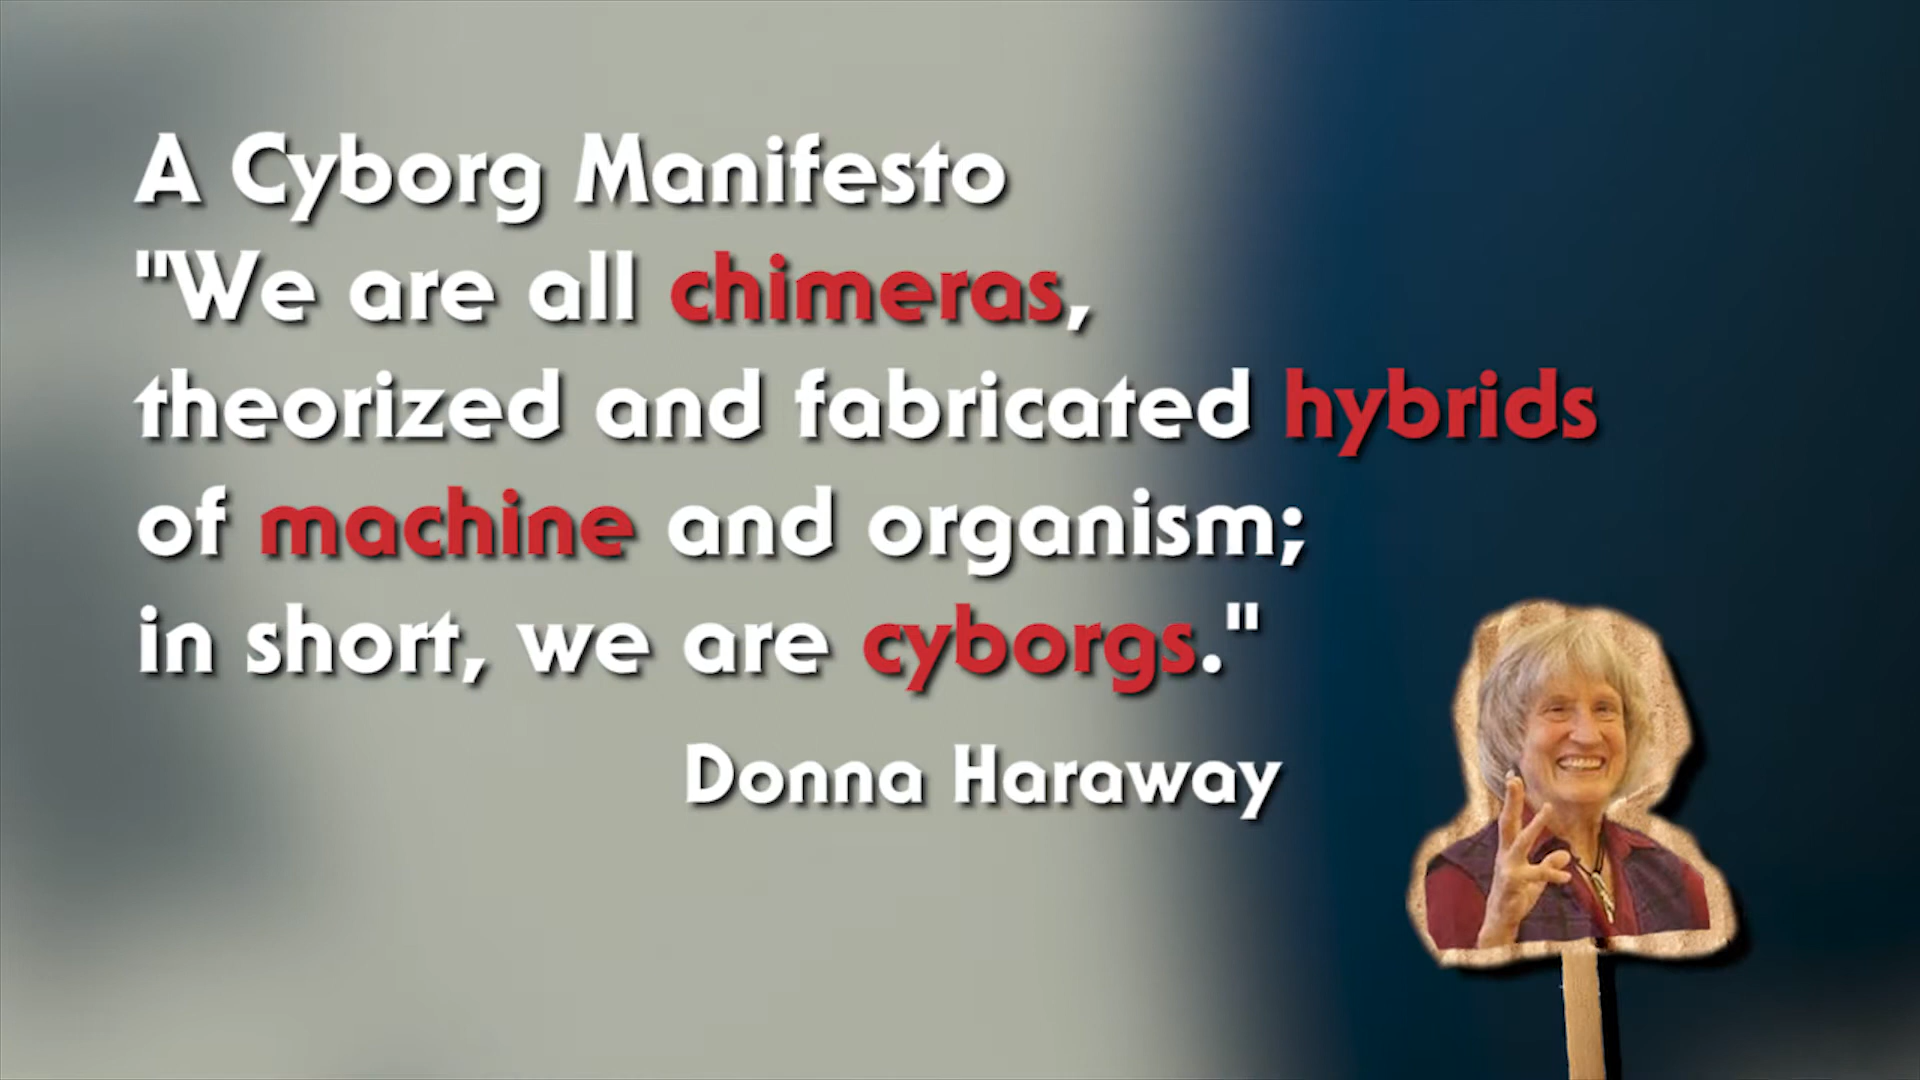 A Cyborg Manifesto
"We are all chimeras,
theorized and fabricated hybrids
of machine and organism;
in short, we are cyborgs."
Donna Haraway